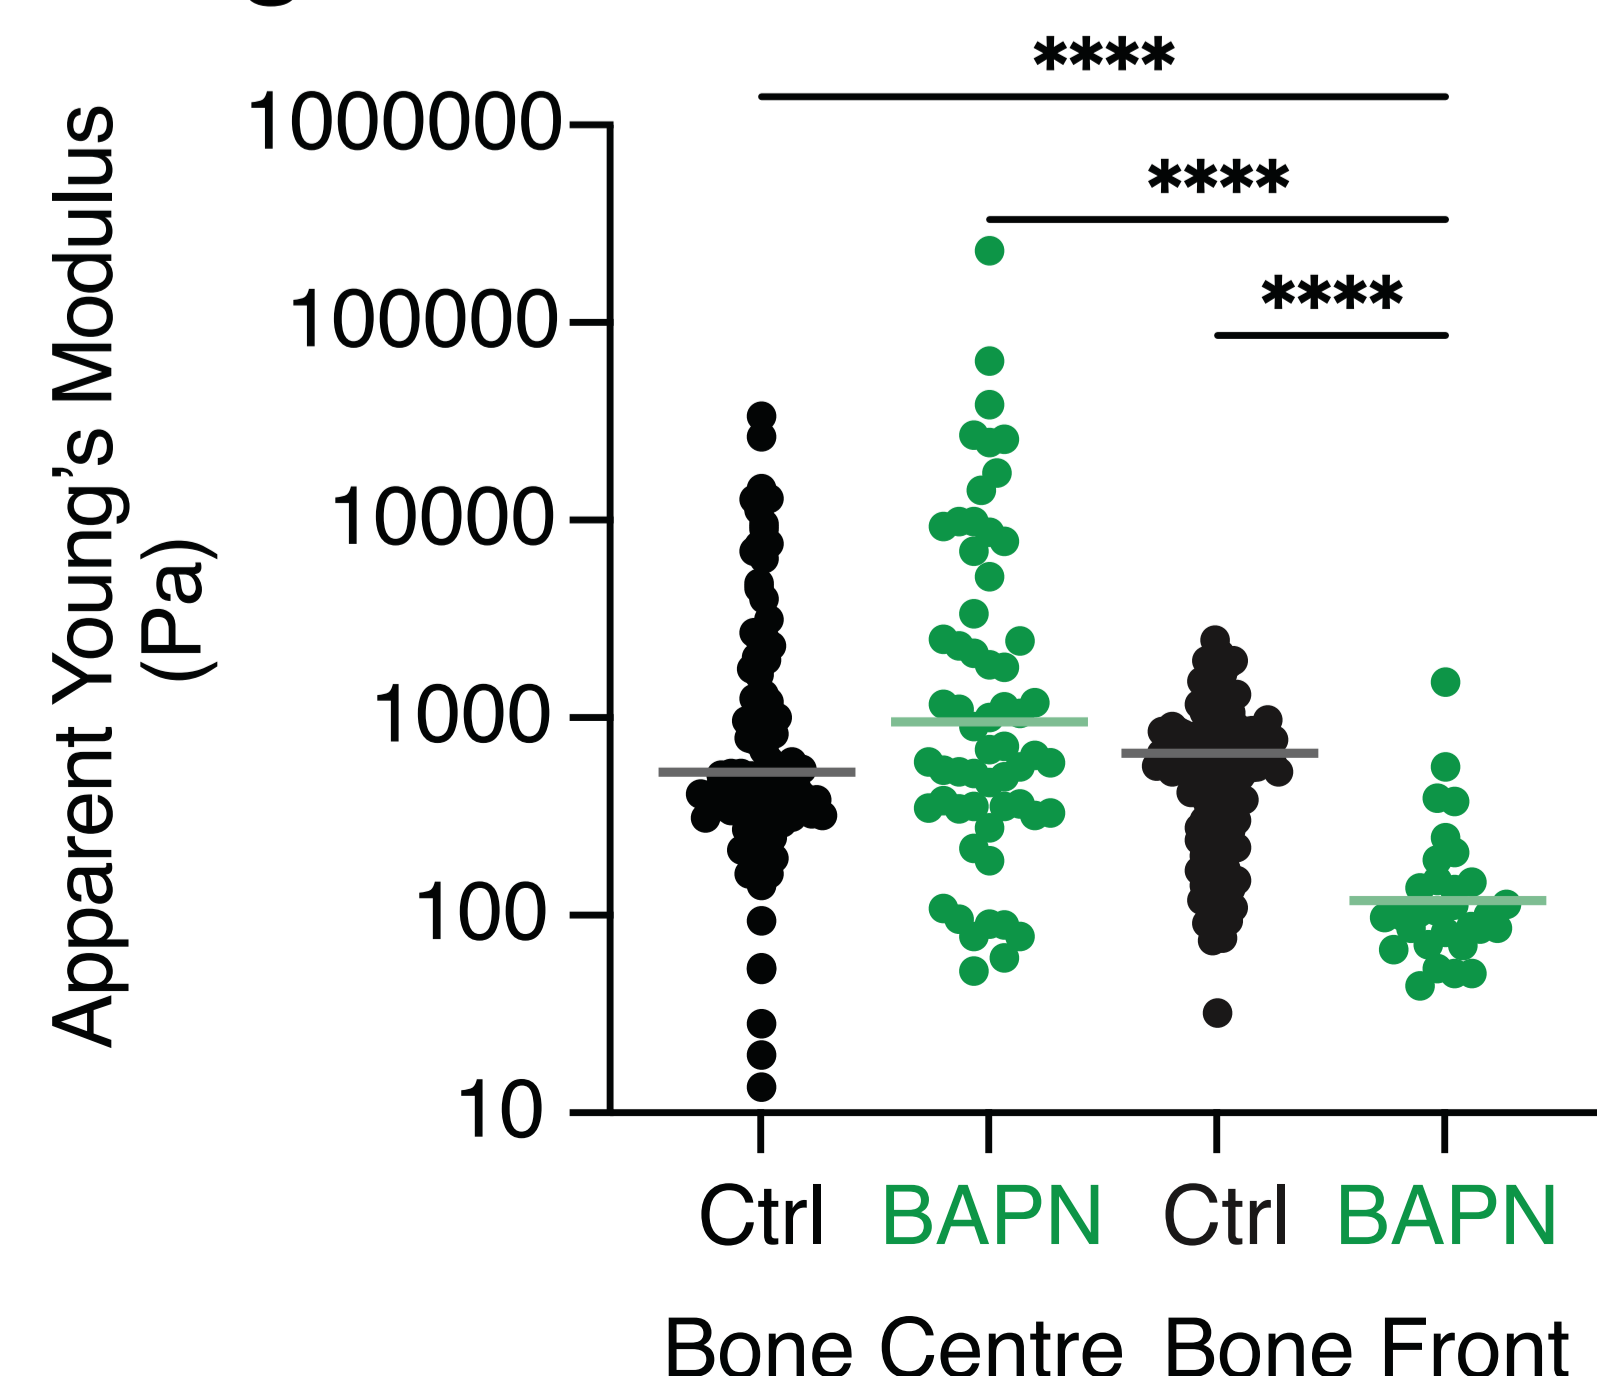 ****
1000000
****
100000
****
10000
1000
100
10
Apparent Young's Modulus
(Pa)
Ctrl BAPN Ctrl BAPN
Bone Centre Bone Front